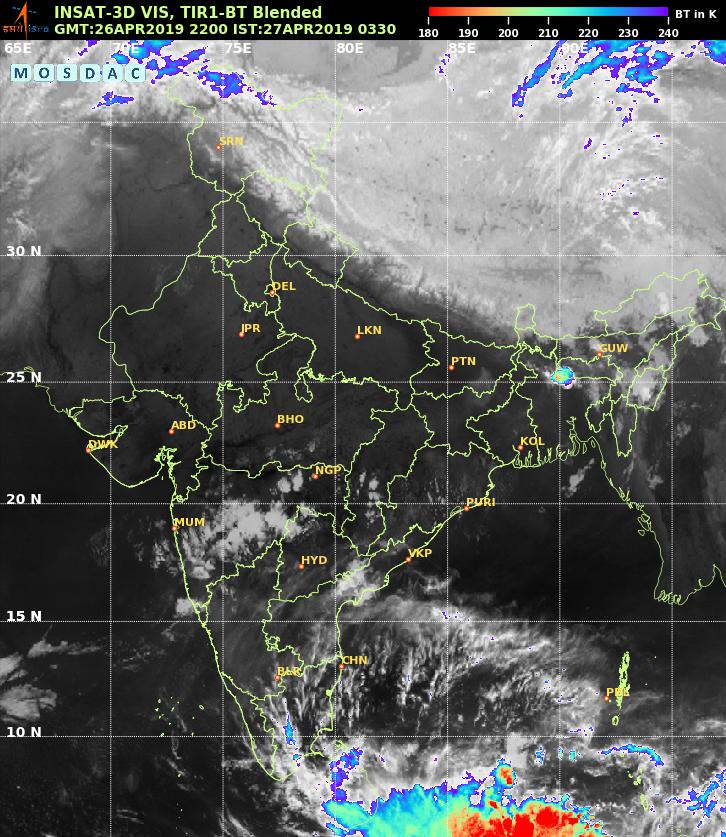 INSAT-3D VIS, TIR1-BT Blended
GMT:26APR2019 2200 IST:27APR2019 0330
BT in K
180 190 200 210 220 230 240
65E 70E 75E 80E 85E 90E
M O S D A C
SRN
30 N
DEL
JPR
LKN
GUW
PTN
25 N
ABD
BHO
DWK
KOL
NGP
20 N
PURI
MUM
VKP
HYD
15 N
CHN
BLR
PBL
10 N